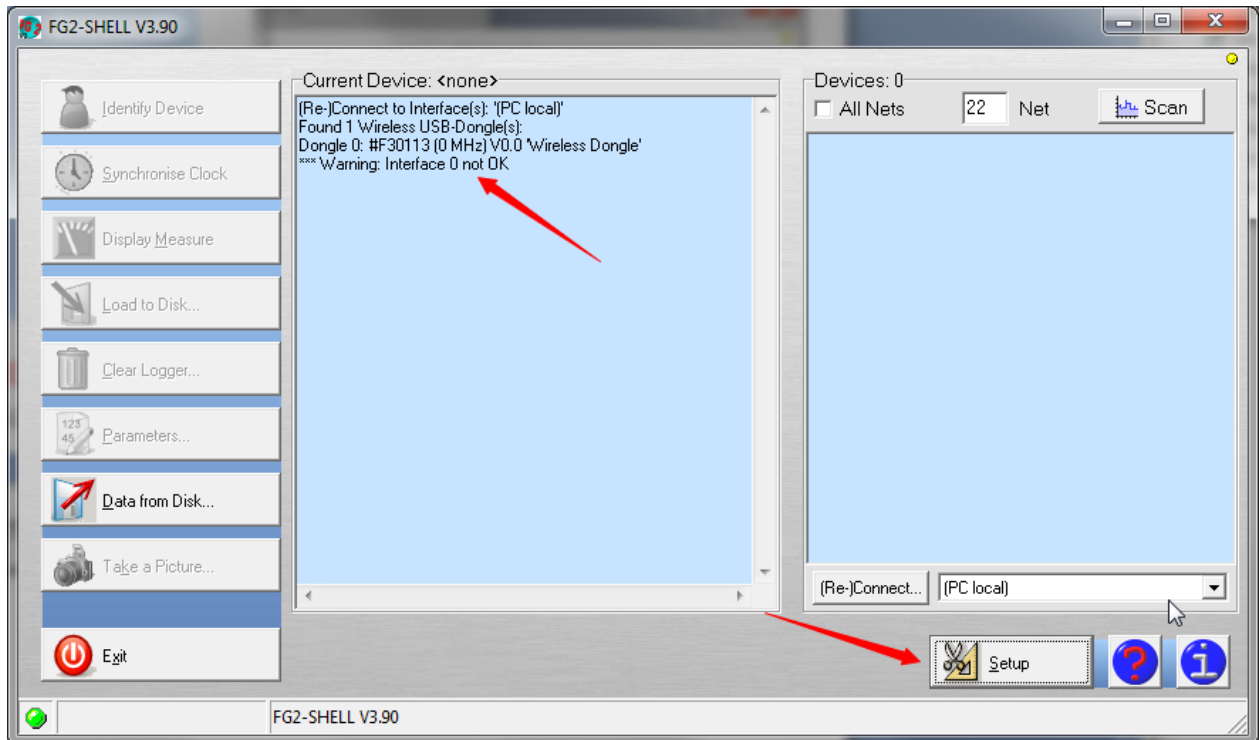 FG2-SHELL V3.90
Identify Device
Synchronise Clock
Display Measure
Load to Disk...
Clear Logger...
123
45
Parameters...
Data from Disk...
Take a Picture...
Exit
Current Device: <none>
(Re-)Connect to Interface(s): '(PC local)'
Found 1 Wireless USB-Dongle(s):
Dongle 0: #F30113 (0 MHz) V0.0 'Wireless Dongle'
*** Warning: Interface 0 not OK
Devices: 0
All Nets 22 Net Scan
(Re-)Connect... (PC local)
Setup ? i
FG2-SHELL V3.90